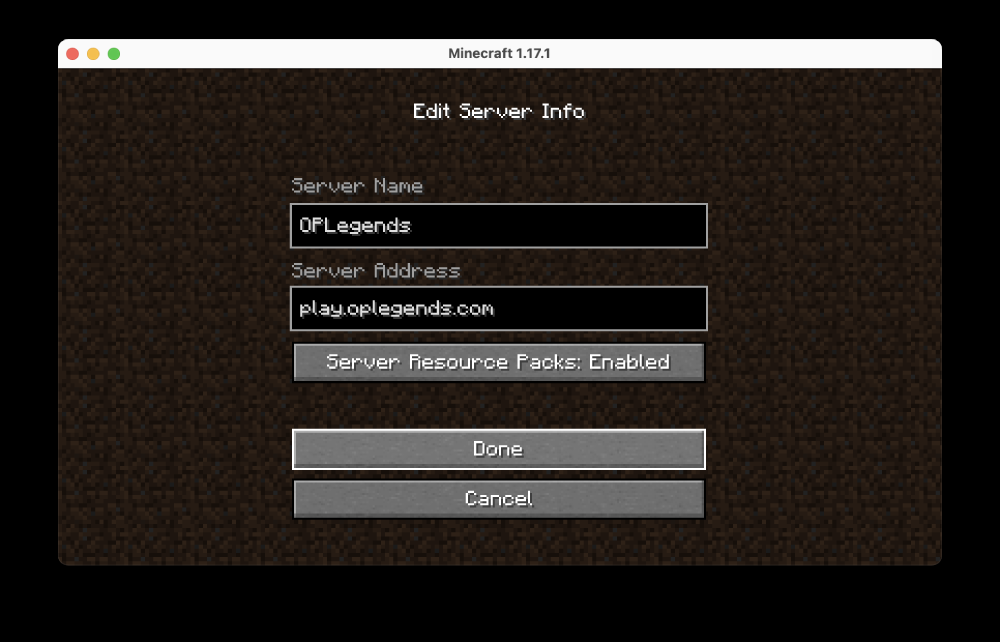 Minecraft 1.17.1
Edit Server Info
Server Name
OPLegends
Server Address
play.oplegends.com
Server Resource Packs: Enabled
Done
Cancel